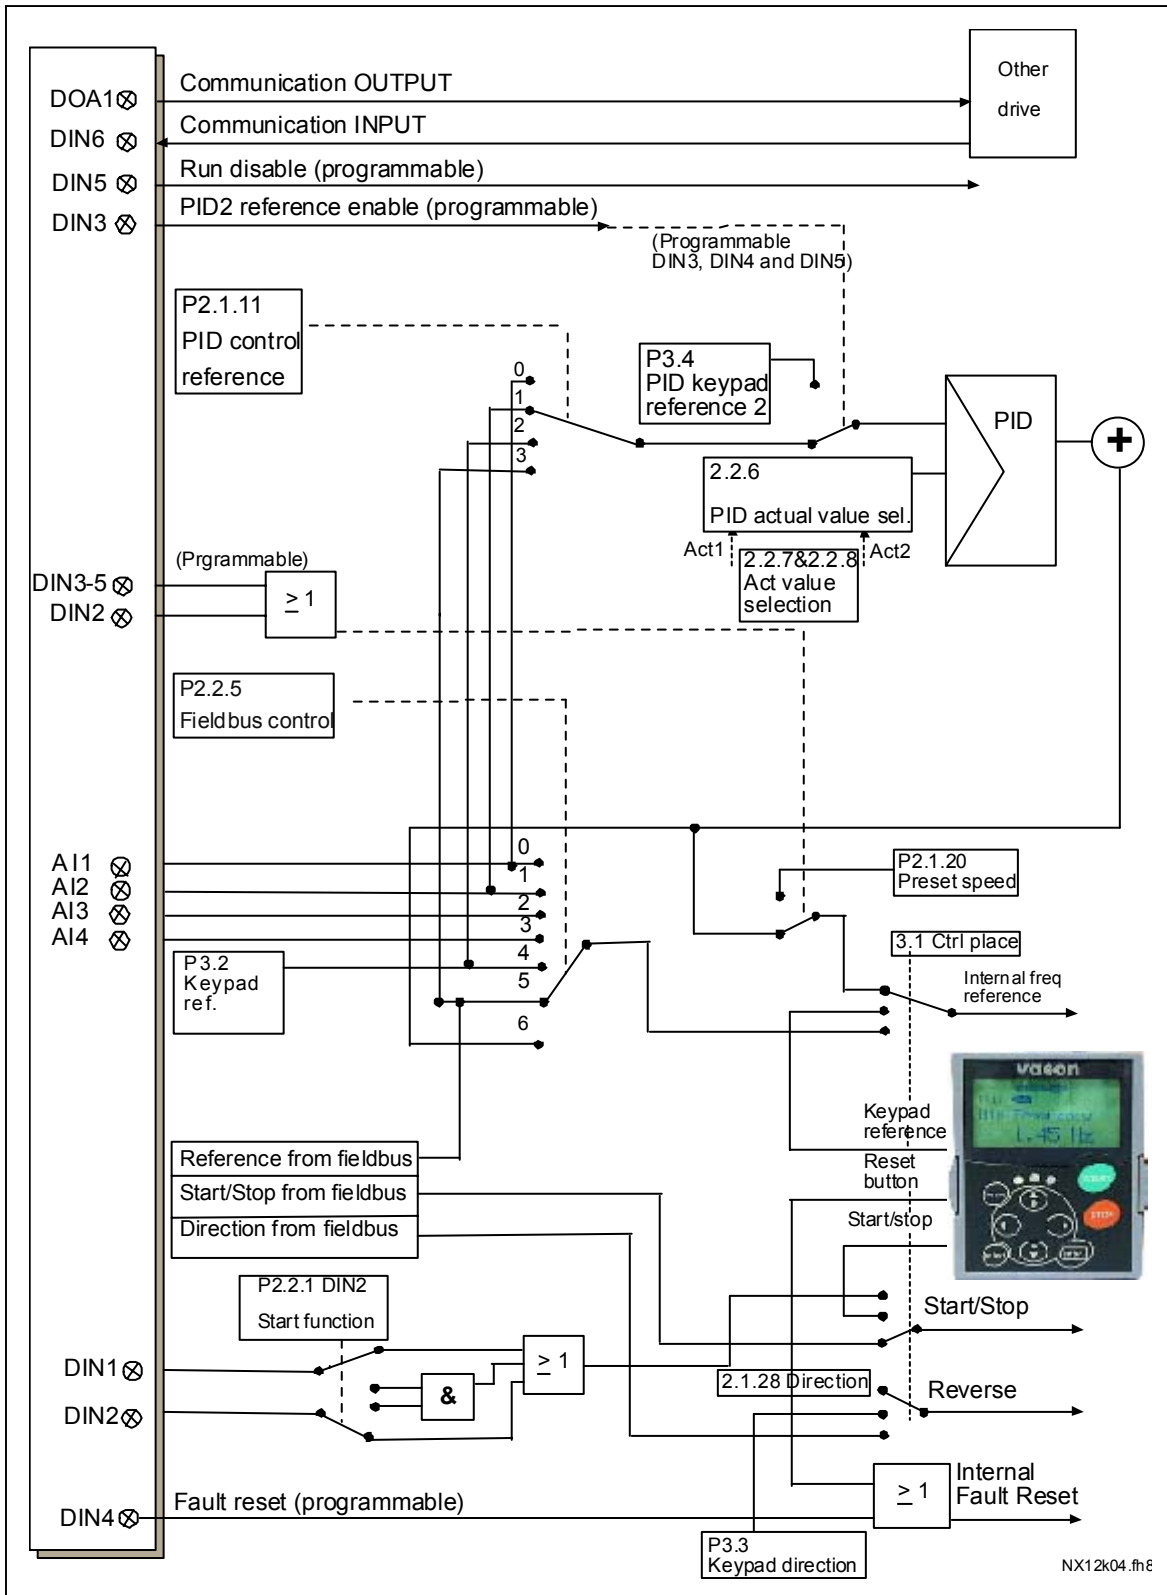 DOA1
Communication OUTPUT
Other
drive
DIN6
Communication INPUT
DIN5
Run disable (programmable)
DIN3
PID2 reference enable (programmable)
(Programmable
DIN3, DIN4 and DIN5)
P2.1.11
PID control
reference
0
1
2
3
P3.4
PID keypad
reference 2
PID
+
2.2.6
PID actual value sel.
Act1
Act2
2.2.7&2.2.8
Act value
selection
(Prgrammable)
DIN3-5
DIN2
≥ 1
P2.2.5
Fieldbus control
AI1
AI2
AI3
AI4
0
1
2
3
4
5
6
P3.2
Keypad
ref.
P2.1.20
Preset speed
3.1 Ctrl place
Internal freq
reference
vacon
1.45 Hz
Keypad
reference
Reset
button
Start/stop
Reference from fieldbus
Start/Stop from fieldbus
Direction from fieldbus
P2.2.1 DIN2
Start function
DIN1
DIN2
&
≥ 1
Start/Stop
2.1.28 Direction
Reverse
DIN4
Fault reset (programmable)
≥ 1
Internal
Fault Reset
P3.3
Keypad direction
NX12k04.fh8